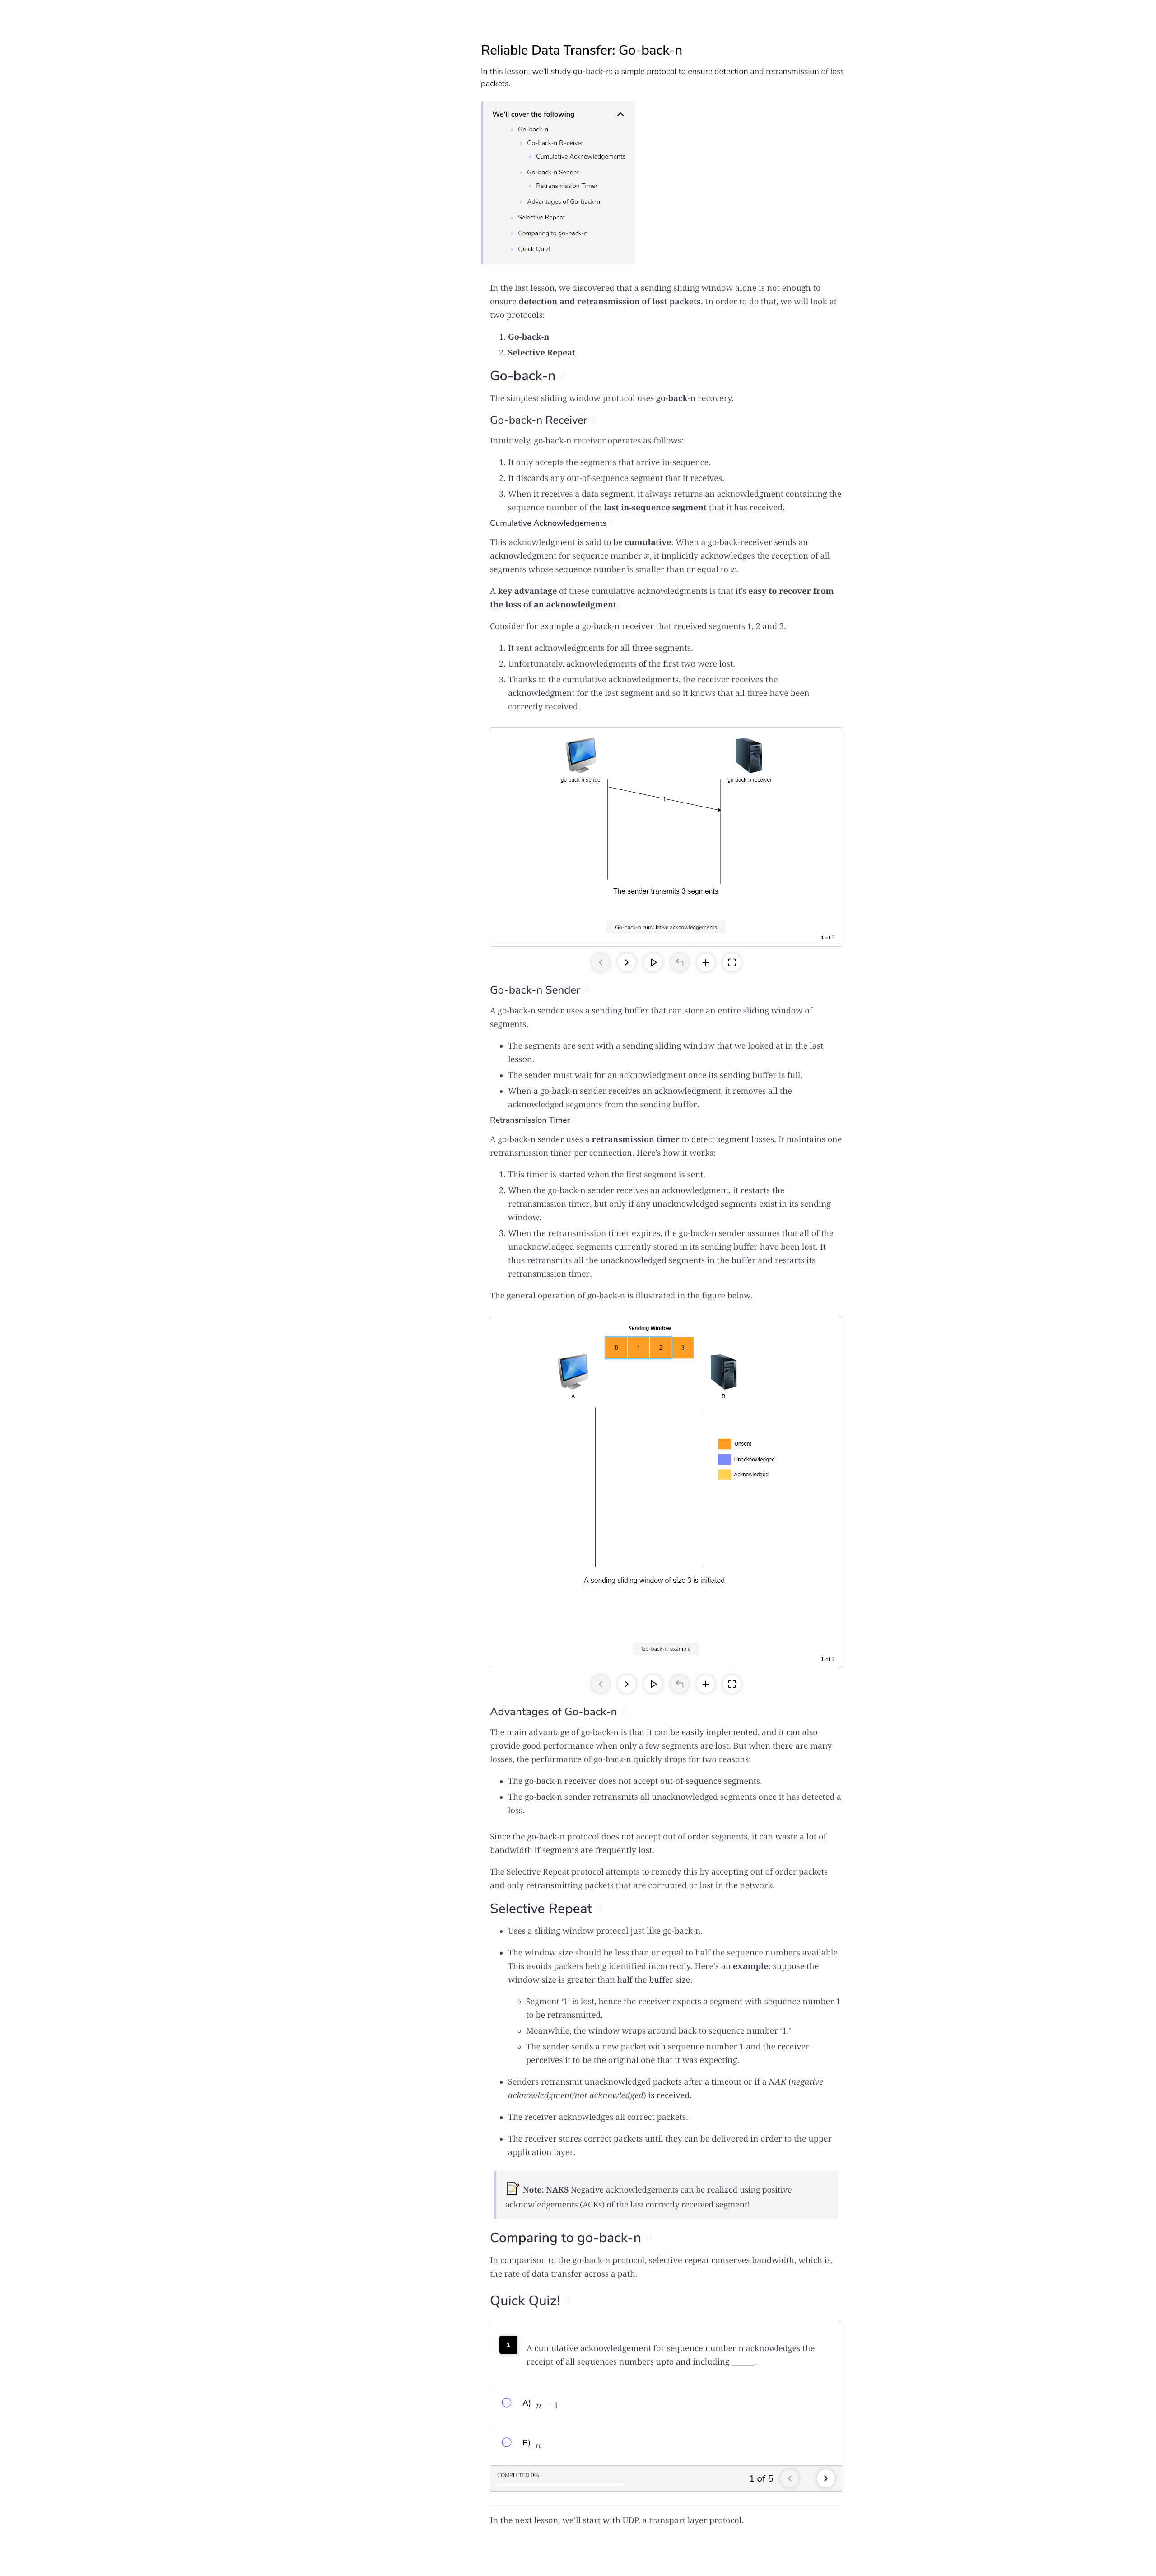 Reliable Data Transfer: Go-back-n
In this lesson, we'll study go-back-n: a simple protocol to ensure detection and retransmission of lost
packets.
We'll cover the following
Go-back-n
Go-back-n Receiver
Cumulative Acknowledgements
Go-back-n Sender
Retransmission Timer
Advantages of Go-back-n
Selective Repeat
Comparing to go-back-n
Quick Quiz!
In the last lesson, we discovered that a sending sliding window alone is not enough to
ensure detection and retransmission of lost packets. In order to do that, we will look at
two protocols:
1. Go-back-n
2. Selective Repeat
Go-back-n
The simplest sliding window protocol uses go-back-n recovery.
Go-back-n Receiver
Intuitively, go-back-n receiver operates as follows:
1. It only accepts the segments that arrive in-sequence.
2. It discards any out-of-sequence segment that it receives.
3. When it receives a data segment, it always returns an acknowledgment containing the
sequence number of the last in-sequence segment that it has received.
Cumulative Acknowledgements
This acknowledgment is said to be cumulative. When a go-back-receiver sends an
acknowledgment for sequence number x, it implicitly acknowledges the reception of all
segments whose sequence number is smaller than or equal to x.
A key advantage of these cumulative acknowledgments is that it's easy to recover from
the loss of an acknowledgment.
Consider for example a go-back-n receiver that received segments 1, 2 and 3.
1. It sent acknowledgments for all three segments.
2. Unfortunately, acknowledgments of the first two were lost.
3. Thanks to the cumulative acknowledgments, the receiver receives the
acknowledgment for the last segment and so it knows that all three have been
correctly received.
go-back-n sender
go-back-n receiver
1
The sender transmits 3 segments
Go-back-n cumulative acknowledgements
1 of 7
Go-back-n Sender
A go-back-n sender uses a sending buffer that can store an entire sliding window of
segments.
• The segments are sent with a sending sliding window that we looked at in the last
lesson.
• The sender must wait for an acknowledgment once its sending buffer is full.
• When a go-back-n sender receives an acknowledgment, it removes all the
acknowledged segments from the sending buffer.
Retransmission Timer
A go-back-n sender uses a retransmission timer to detect segment losses. It maintains one
retransmission timer per connection. Here's how it works:
1. This timer is started when the first segment is sent.
2. When the go-back-n sender receives an acknowledgment, it restarts the
retransmission timer, but only if any unacknowledged segments exist in its sending
window.
3. When the retransmission timer expires, the go-back-n sender assumes that all of the
unacknowledged segments currently stored in its sending buffer have been lost. It
thus retransmits all the unacknowledged segments in the buffer and restarts its
retransmission timer.
The general operation of go-back-n is illustrated in the figure below.
Sending Window
0 1 2 3
A
B
Unsent
Unacknowledged
Acknowledged
A sending sliding window of size 3 is initiated
Go-back-n: example
1 of 7
Advantages of Go-back-n
The main advantage of go-back-n is that it can be easily implemented, and it can also
provide good performance when only a few segments are lost. But when there are many
losses, the performance of go-back-n quickly drops for two reasons:
• The go-back-n receiver does not accept out-of-sequence segments.
• The go-back-n sender retransmits all unacknowledged segments once it has detected a
loss.
Since the go-back-n protocol does not accept out of order segments, it can waste a lot of
bandwidth if segments are frequently lost.
The Selective Repeat protocol attempts to remedy this by accepting out of order packets
and only retransmitting packets that are corrupted or lost in the network.
Selective Repeat
• Uses a sliding window protocol just like go-back-n.
• The window size should be less than or equal to half the sequence numbers available.
This avoids packets being identified incorrectly. Here's an example: suppose the
window size is greater than half the buffer size.
◦ Segment '1' is lost, hence the receiver expects a segment with sequence number 1
to be retransmitted.
◦ Meanwhile, the window wraps around back to sequence number '1.'
◦ The sender sends a new packet with sequence number 1 and the receiver
perceives it to be the original one that it was expecting.
• Senders retransmit unacknowledged packets after a timeout or if a NAK (negative
acknowledgment/not acknowledged) is received.
• The receiver acknowledges all correct packets.
• The receiver stores correct packets until they can be delivered in order to the upper
application layer.
Note: NAKS Negative acknowledgements can be realized using positive
acknowledgements (ACKs) of the last correctly received segment!
Comparing to go-back-n
In comparison to the go-back-n protocol, selective repeat conserves bandwidth, which is,
the rate of data transfer across a path.
Quick Quiz!
1
A cumulative acknowledgement for sequence number n acknowledges the
receipt of all sequences numbers upto and including _____.
A) n − 1
B) n
COMPLETED 0%
1 of 5
In the next lesson, we'll start with UDP, a transport layer protocol.